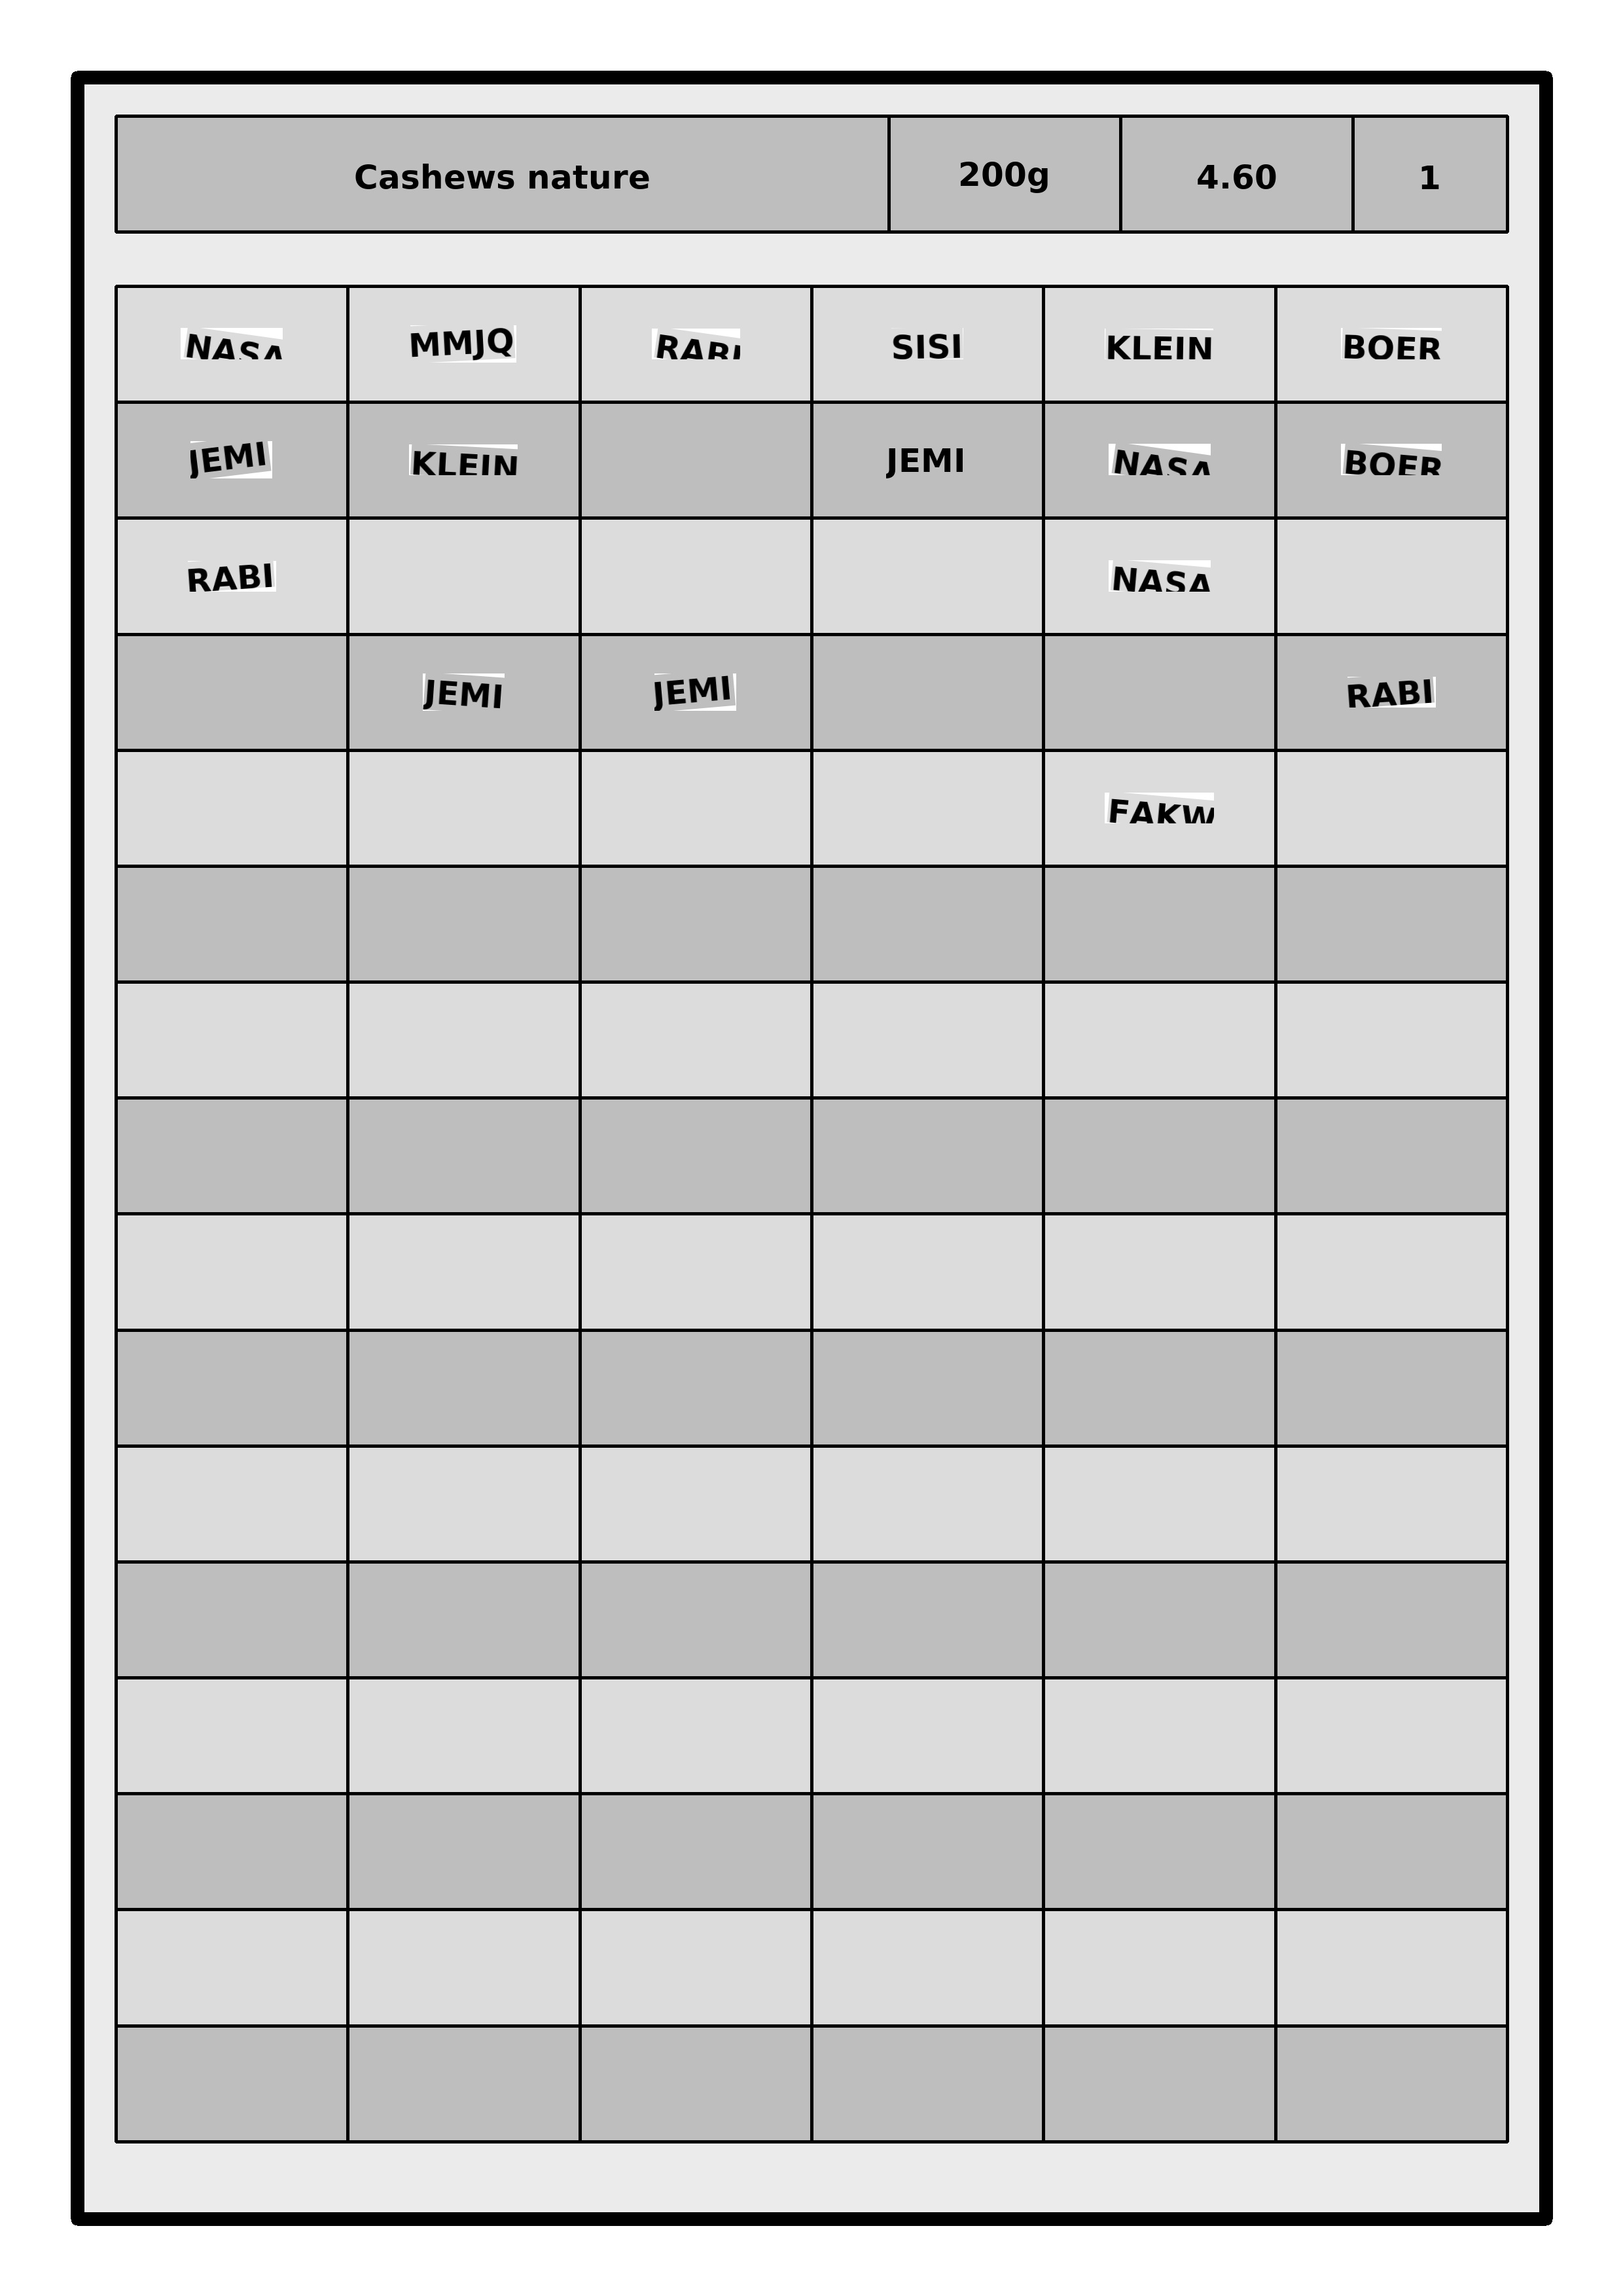 Cashews nature 200g 4.60 1
NASA MMJQ RABI SISI KLEIN BOER
JEMI KLEIN JEMI NASA BOER
RABI NASA
JEMI JEMI RABI
FAKW